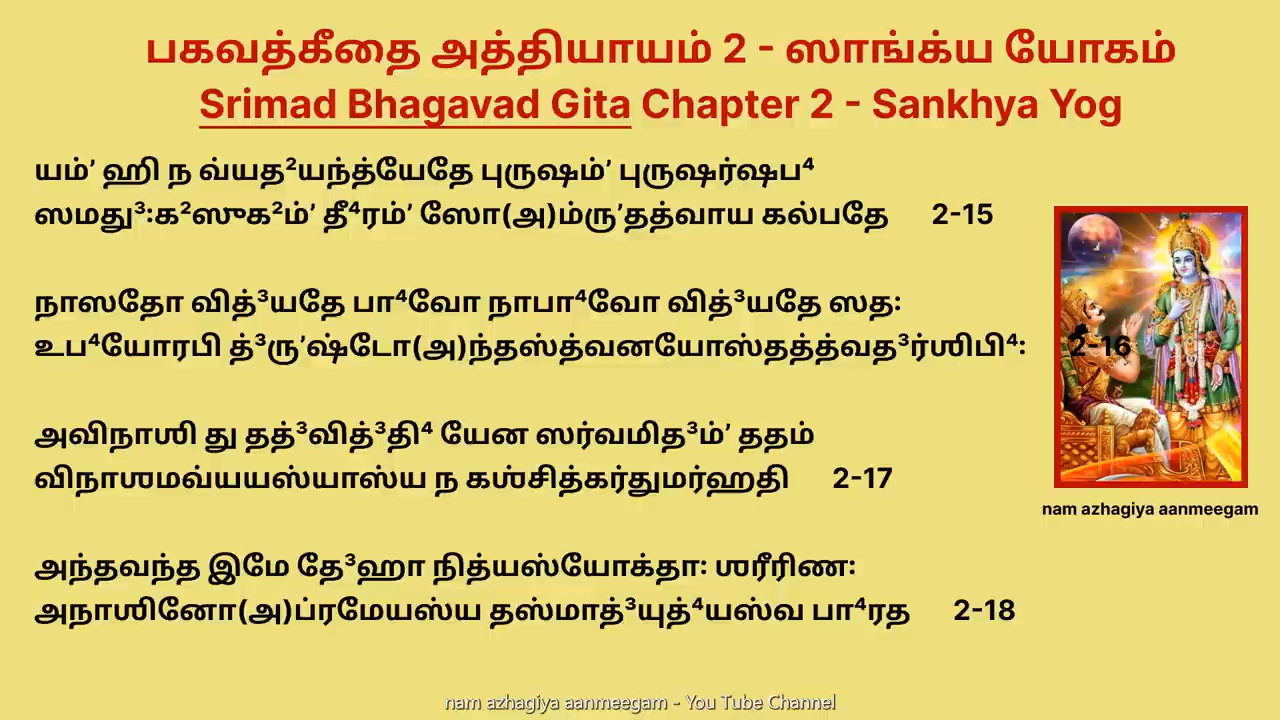 பகவத்கீதை அத்தியாயம் 2 - ஸாங்க்ய யோகம்
Srimad Bhagavad Gita Chapter 2 - Sankhya Yog
யம்ʼ ஹி ந வ்யத²யந்த்யேதே புருஷம்ʼ புருஷர்ஷப⁴
ஸமது³:க²ஸுக²ம்ʼ தீ⁴ரம்ʼ ஸோ(அ)ம்ருʼதத்வாய கல்பதே 2-15
நாஸதோ வித்³யதே பா⁴வோ நாபா⁴வோ வித்³யதே ஸத:
உப⁴யோரபி த்³ருʼஷ்டோ(அ)ந்தஸ்த்வனயோஸ்தத்த்வத³ர்ஶிபி⁴: 2-16
அவிநாஶி து தத்³வித்³தி⁴ யேன ஸர்வமித³ம்ʼ ததம்
விநாஶமவ்யயஸ்யாஸ்ய ந கஶ்சித்கர்துமர்ஹதி 2-17
nam azhagiya aanmeegam
அந்தவந்த இமே தே³ஹா நித்யஸ்யோக்தா: ஶரீரிண:
அநாஶினோ(அ)ப்ரமேயஸ்ய தஸ்மாத்³யுத்⁴யஸ்வ பா⁴ரத 2-18
nam azhagiya aanmeegam - You Tube Channel